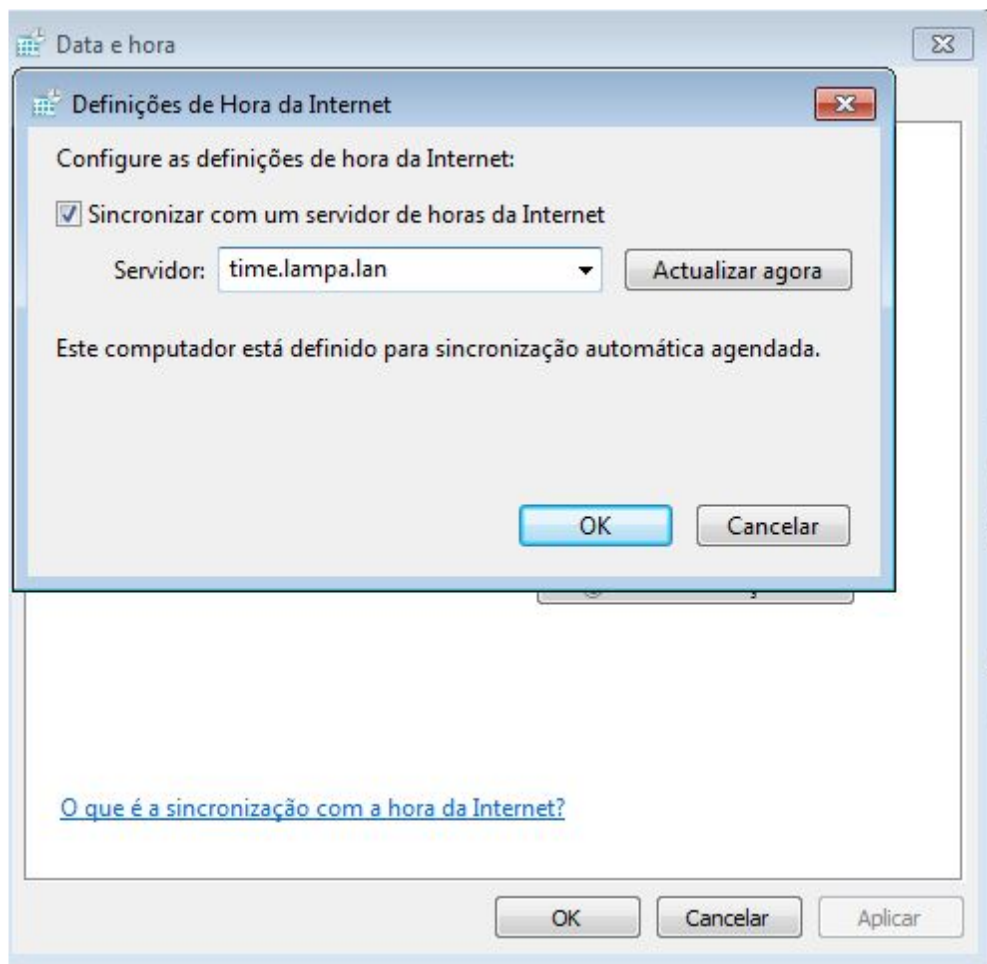 Data e hora
Definições de Hora da Internet
Configure as definições de hora da Internet:
Sincronizar com um servidor de horas da Internet
Servidor: time.lampa.lan Actualizar agora
Este computador está definido para sincronização automática agendada.
OK Cancelar
O que é a sincronização com a hora da Internet?
OK Cancelar Aplicar